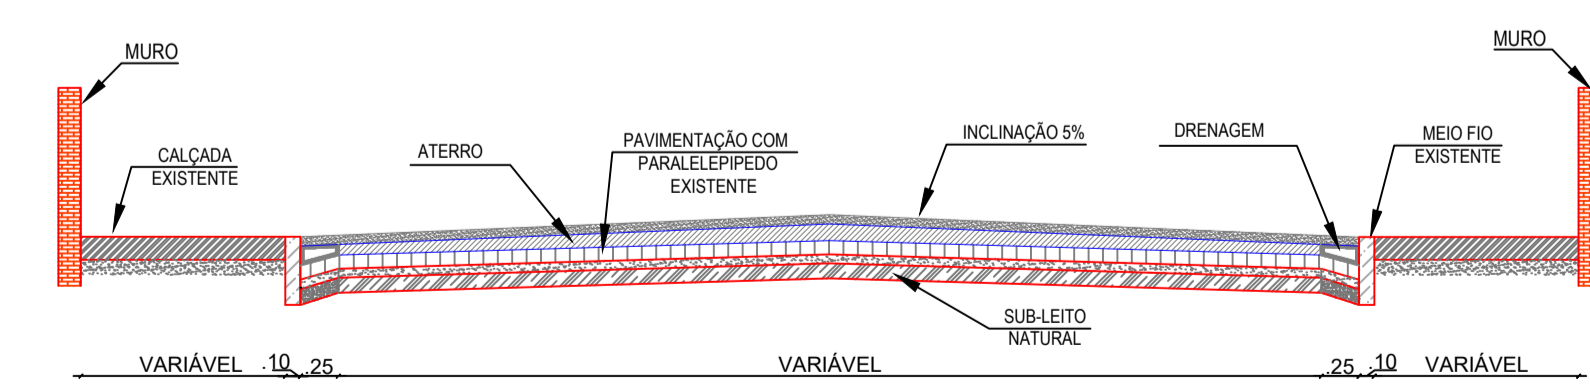 MURO
MURO
CALÇADA
EXISTENTE
ATERRO
PAVIMENTAÇÃO COM
PARALELEPIPEDO
EXISTENTE
INCLINAÇÃO 5%
DRENAGEM
MEIO FIO
EXISTENTE
SUB-LEITO
NATURAL
VARIÁVEL .10 .25 VARIÁVEL .25 .10 VARIÁVEL